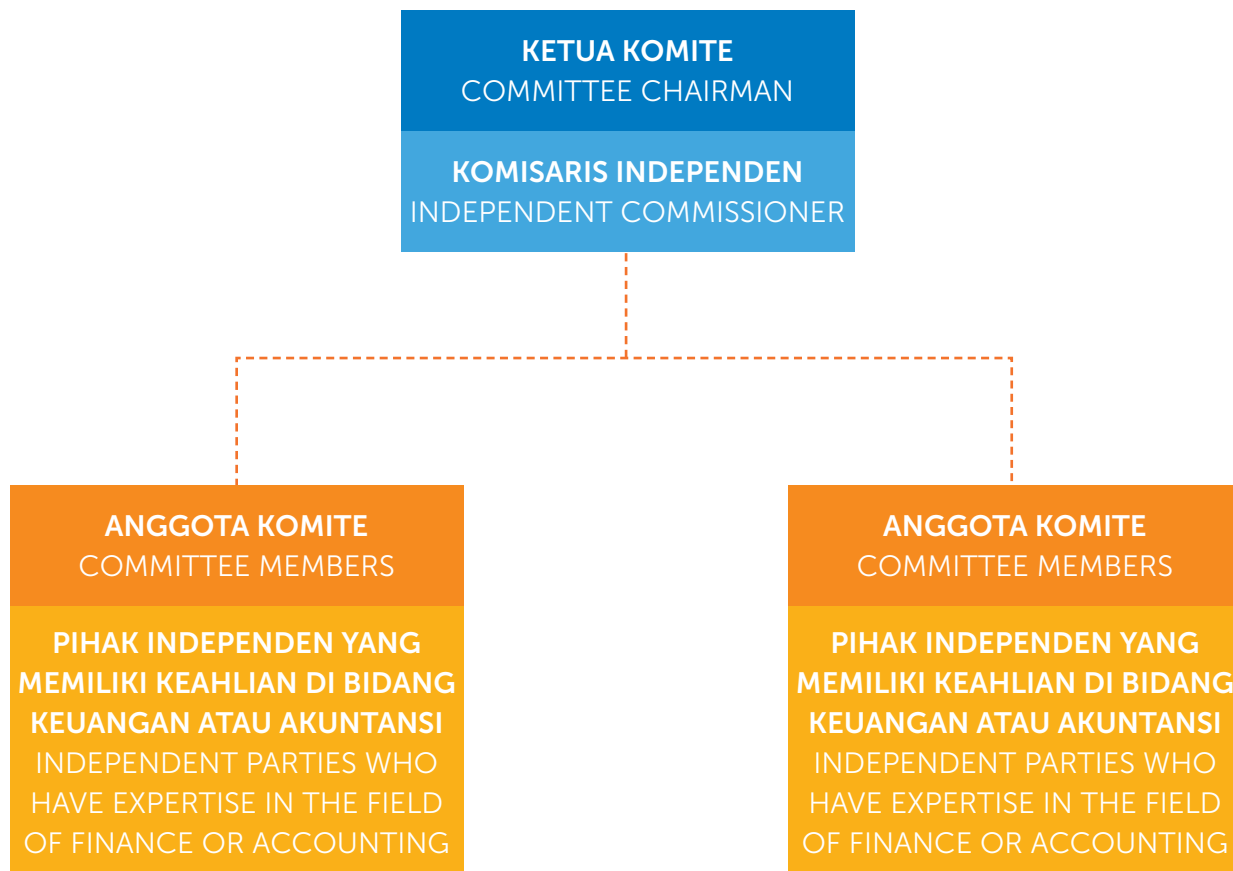 KETUA KOMITE
COMMITTEE CHAIRMAN
KOMISARIS INDEPENDEN
INDEPENDENT COMMISSIONER
ANGGOTA KOMITE
COMMITTEE MEMBERS
PIHAK INDEPENDEN YANG
MEMILIKI KEAHLIAN DI BIDANG
KEUANGAN ATAU AKUNTANSI
INDEPENDENT PARTIES WHO
HAVE EXPERTISE IN THE FIELD
OF FINANCE OR ACCOUNTING
ANGGOTA KOMITE
COMMITTEE MEMBERS
PIHAK INDEPENDEN YANG
MEMILIKI KEAHLIAN DI BIDANG
KEUANGAN ATAU AKUNTANSI
INDEPENDENT PARTIES WHO
HAVE EXPERTISE IN THE FIELD
OF FINANCE OR ACCOUNTING